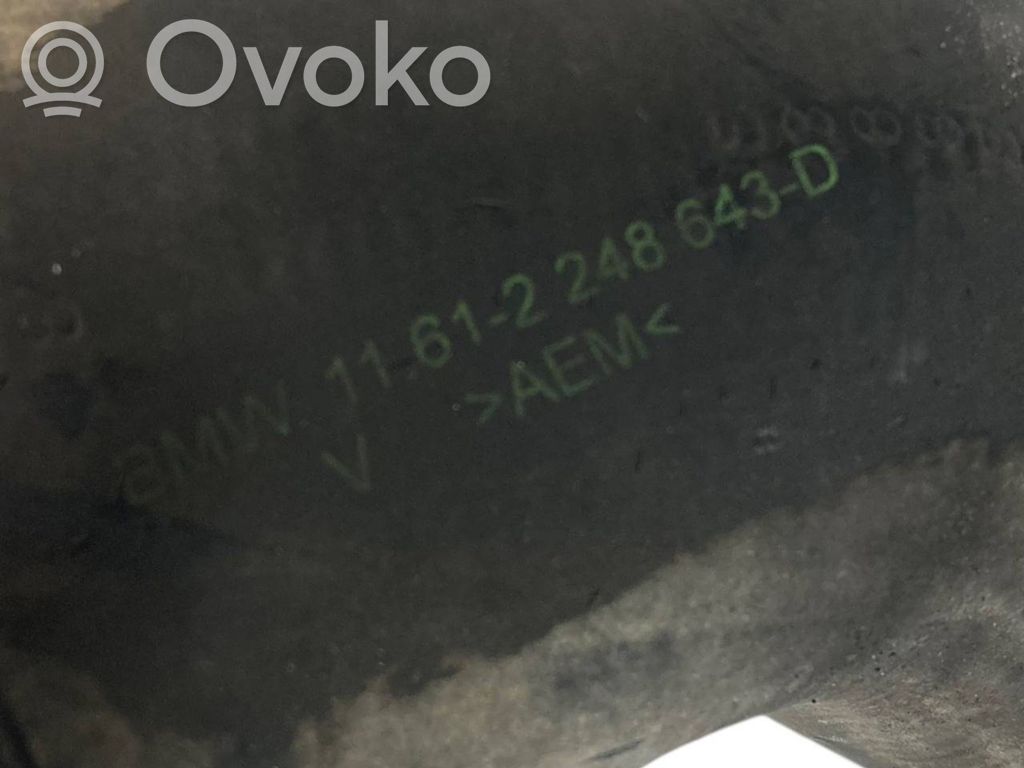 Ovoko
BMW 11.61-2 248 643-D
V >AEM<